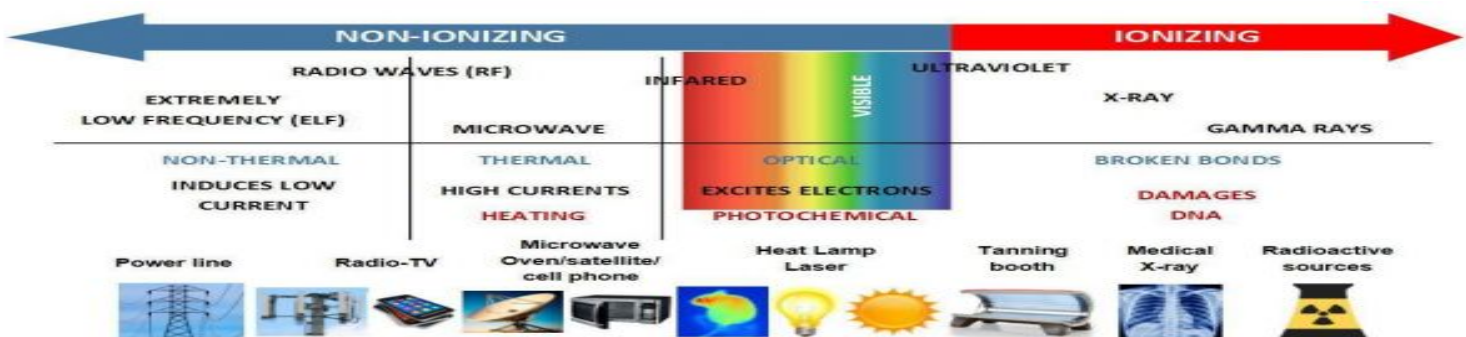 NON-IONIZING
IONIZING
RADIO WAVES (RF)
INFARED
VISIBLE
ULTRAVIOLET
EXTREMELY
LOW FREQUENCY (ELF)
MICROWAVE
X-RAY
GAMMA RAYS
NON-THERMAL
THERMAL
OPTICAL
BROKEN BONDS
INDUCES LOW
CURRENT
HIGH CURRENTS
HEATING
EXCITES ELECTRONS
PHOTOCHEMICAL
DAMAGES
DNA
Power line
Radio-TV
Microwave
Oven/satellite/
cell phone
Heat Lamp
Laser
Tanning
booth
Medical
X-ray
Radioactive
sources